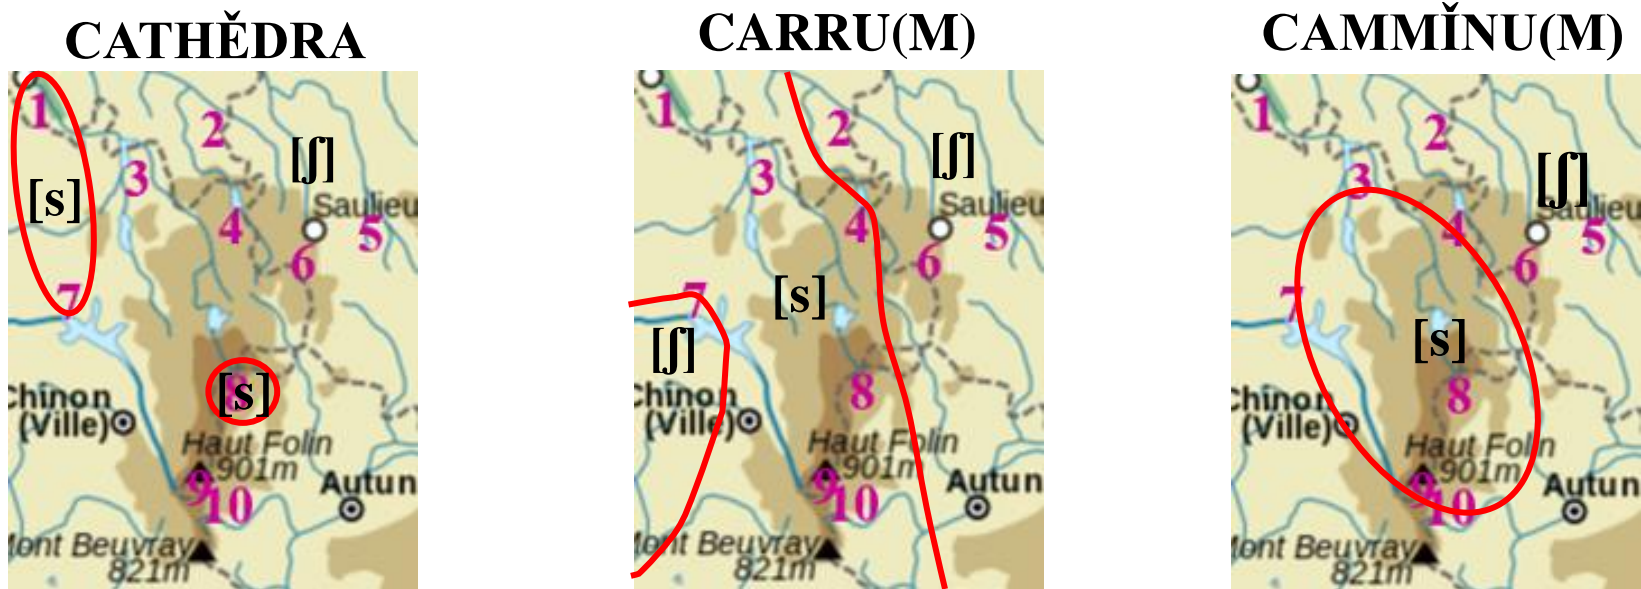 CATHĔDRA
1
2
[ʃ]
3
[s]
Saulieu
4
5
6
7
[s]
8
Chinon
(Ville)
Haut Folin
901m
Autun
9
10
Mont Beuvray
821m
CARRU(M)
1
2
[ʃ]
3
Saulieu
4
5
6
7
[s]
[ʃ]
8
Chinon
(Ville)
Haut Folin
901m
Autun
9
10
Mont Beuvray
821m
CAMMĬNU(M)
1
2
[ʃ]
3
Saulieu
4
5
6
7
[s]
8
Chinon
(Ville)
Haut Folin
901m
Autun
9
10
Mont Beuvray
821m